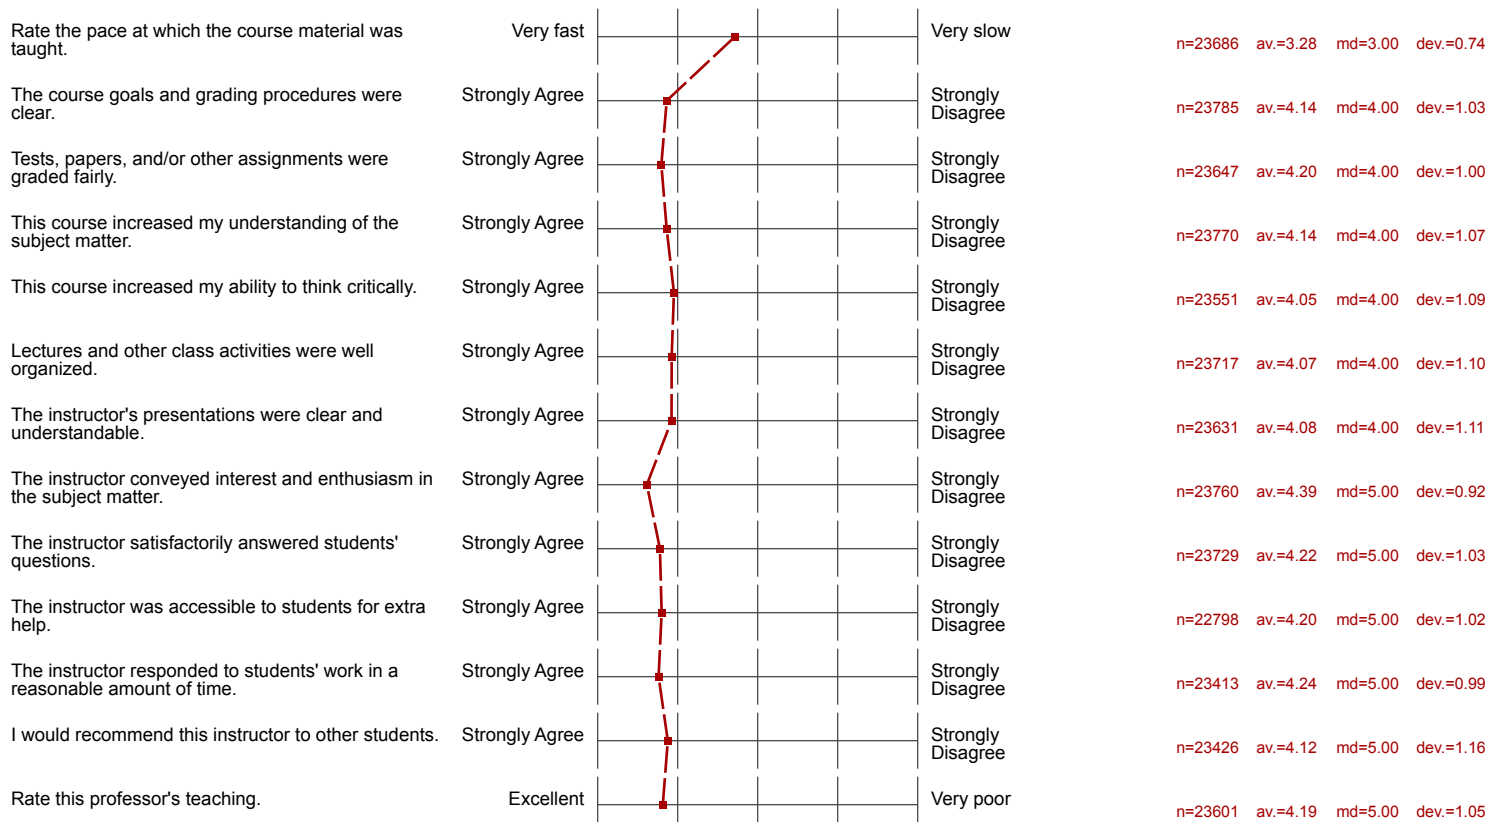 Rate the pace at which the course material was
taught.
Very fast
Very slow
n=23686 av.=3.28 md=3.00 dev.=0.74
The course goals and grading procedures were
clear.
Strongly Agree
Strongly
Disagree
n=23785 av.=4.14 md=4.00 dev.=1.03
Tests, papers, and/or other assignments were
graded fairly.
Strongly Agree
Strongly
Disagree
n=23647 av.=4.20 md=4.00 dev.=1.00
This course increased my understanding of the
subject matter.
Strongly Agree
Strongly
Disagree
n=23770 av.=4.14 md=4.00 dev.=1.07
This course increased my ability to think critically.
Strongly Agree
Strongly
Disagree
n=23551 av.=4.05 md=4.00 dev.=1.09
Lectures and other class activities were well
organized.
Strongly Agree
Strongly
Disagree
n=23717 av.=4.07 md=4.00 dev.=1.10
The instructor's presentations were clear and
understandable.
Strongly Agree
Strongly
Disagree
n=23631 av.=4.08 md=4.00 dev.=1.11
The instructor conveyed interest and enthusiasm in
the subject matter.
Strongly Agree
Strongly
Disagree
n=23760 av.=4.39 md=5.00 dev.=0.92
The instructor satisfactorily answered students'
questions.
Strongly Agree
Strongly
Disagree
n=23729 av.=4.22 md=5.00 dev.=1.03
The instructor was accessible to students for extra
help.
Strongly Agree
Strongly
Disagree
n=22798 av.=4.20 md=5.00 dev.=1.02
The instructor responded to students' work in a
reasonable amount of time.
Strongly Agree
Strongly
Disagree
n=23413 av.=4.24 md=5.00 dev.=0.99
I would recommend this instructor to other students.
Strongly Agree
Strongly
Disagree
n=23426 av.=4.12 md=5.00 dev.=1.16
Rate this professor's teaching.
Excellent
Very poor
n=23601 av.=4.19 md=5.00 dev.=1.05